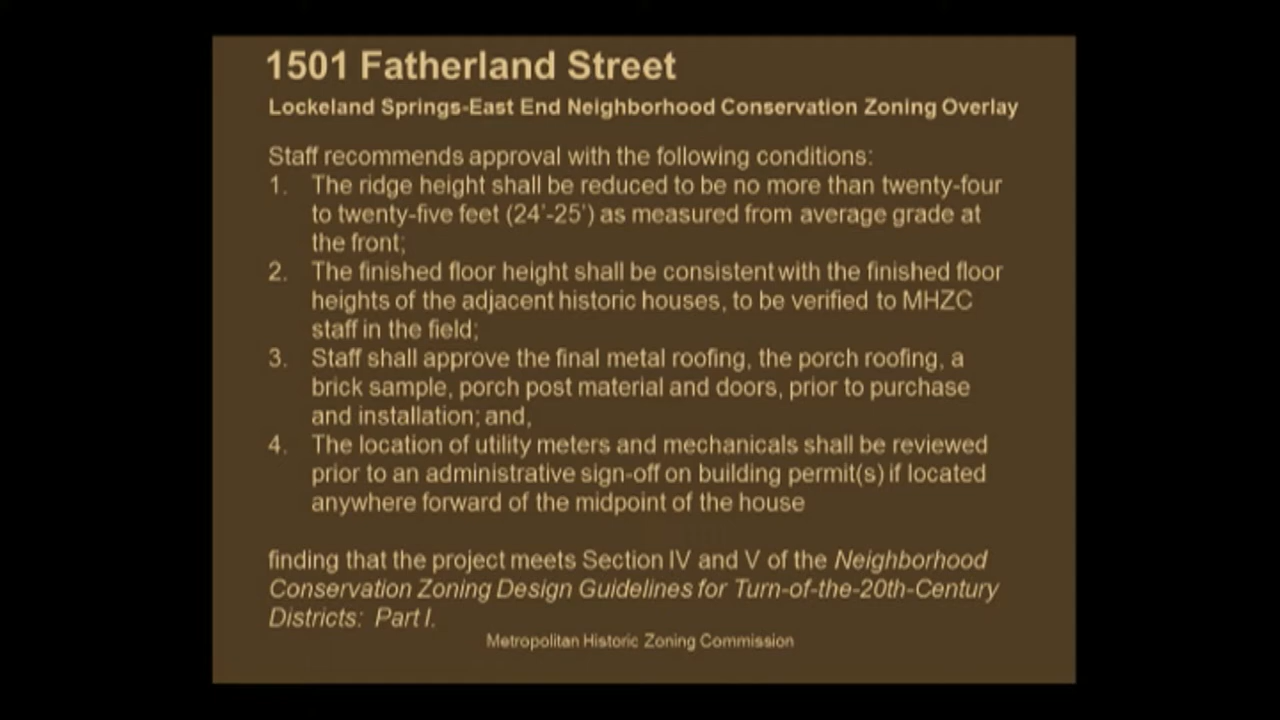 1501 Fatherland Street
Lockeland Springs-East End Neighborhood Conservation Zoning Overlay
Staff recommends approval with the following conditions:
1. The ridge height shall be reduced to be no more than twenty-four
to twenty-five feet (24'-25') as measured from average grade at
the front;
2. The finished floor height shall be consistent with the finished floor
heights of the adjacent historic houses, to be verified to MHZC
staff in the field;
3. Staff shall approve the final metal roofing, the porch roofing, a
brick sample, porch post material and doors, prior to purchase
and installation; and,
4. The location of utility meters and mechanicals shall be reviewed
prior to an administrative sign-off on building permit(s) if located
anywhere forward of the midpoint of the house
finding that the project meets Section IV and V of the Neighborhood
Conservation Zoning Design Guidelines for Turn-of-the-20th-Century
Districts: Part I.
Metropolitan Historic Zoning Commission